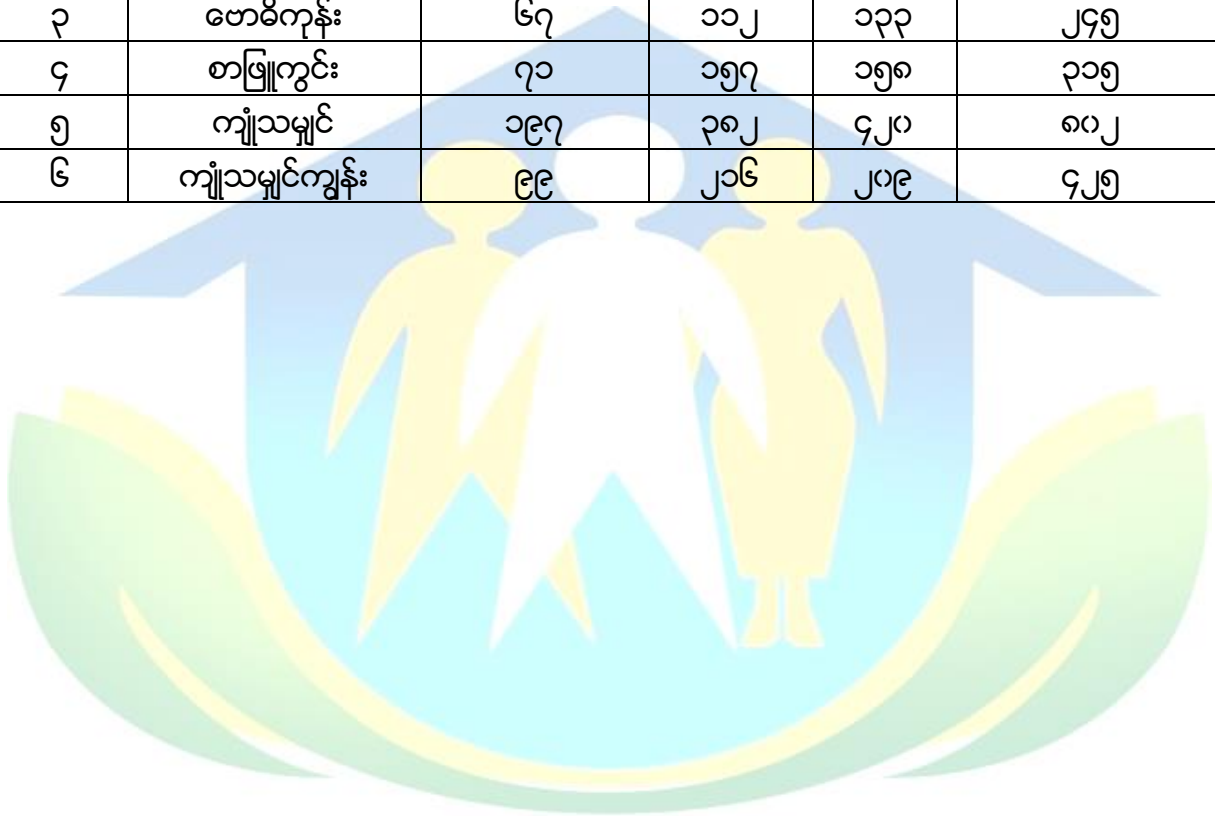 ၃ ဗောဓိကုန်း ၆၇ ၁၁၂ ၁၃၃ ၂၄၅
၄ စာဖြူကွင်း ၇၁ ၁၅၇ ၁၅၈ ၃၁၅
၅ ကျုံသမျှင် ၁၉၇ ၃၈၂ ၄၂၀ ၈၀၂
၆ ကျုံသမျှင်ကျွန်း ၉၉ ၂၁၆ ၂၀၉ ၄၂၅